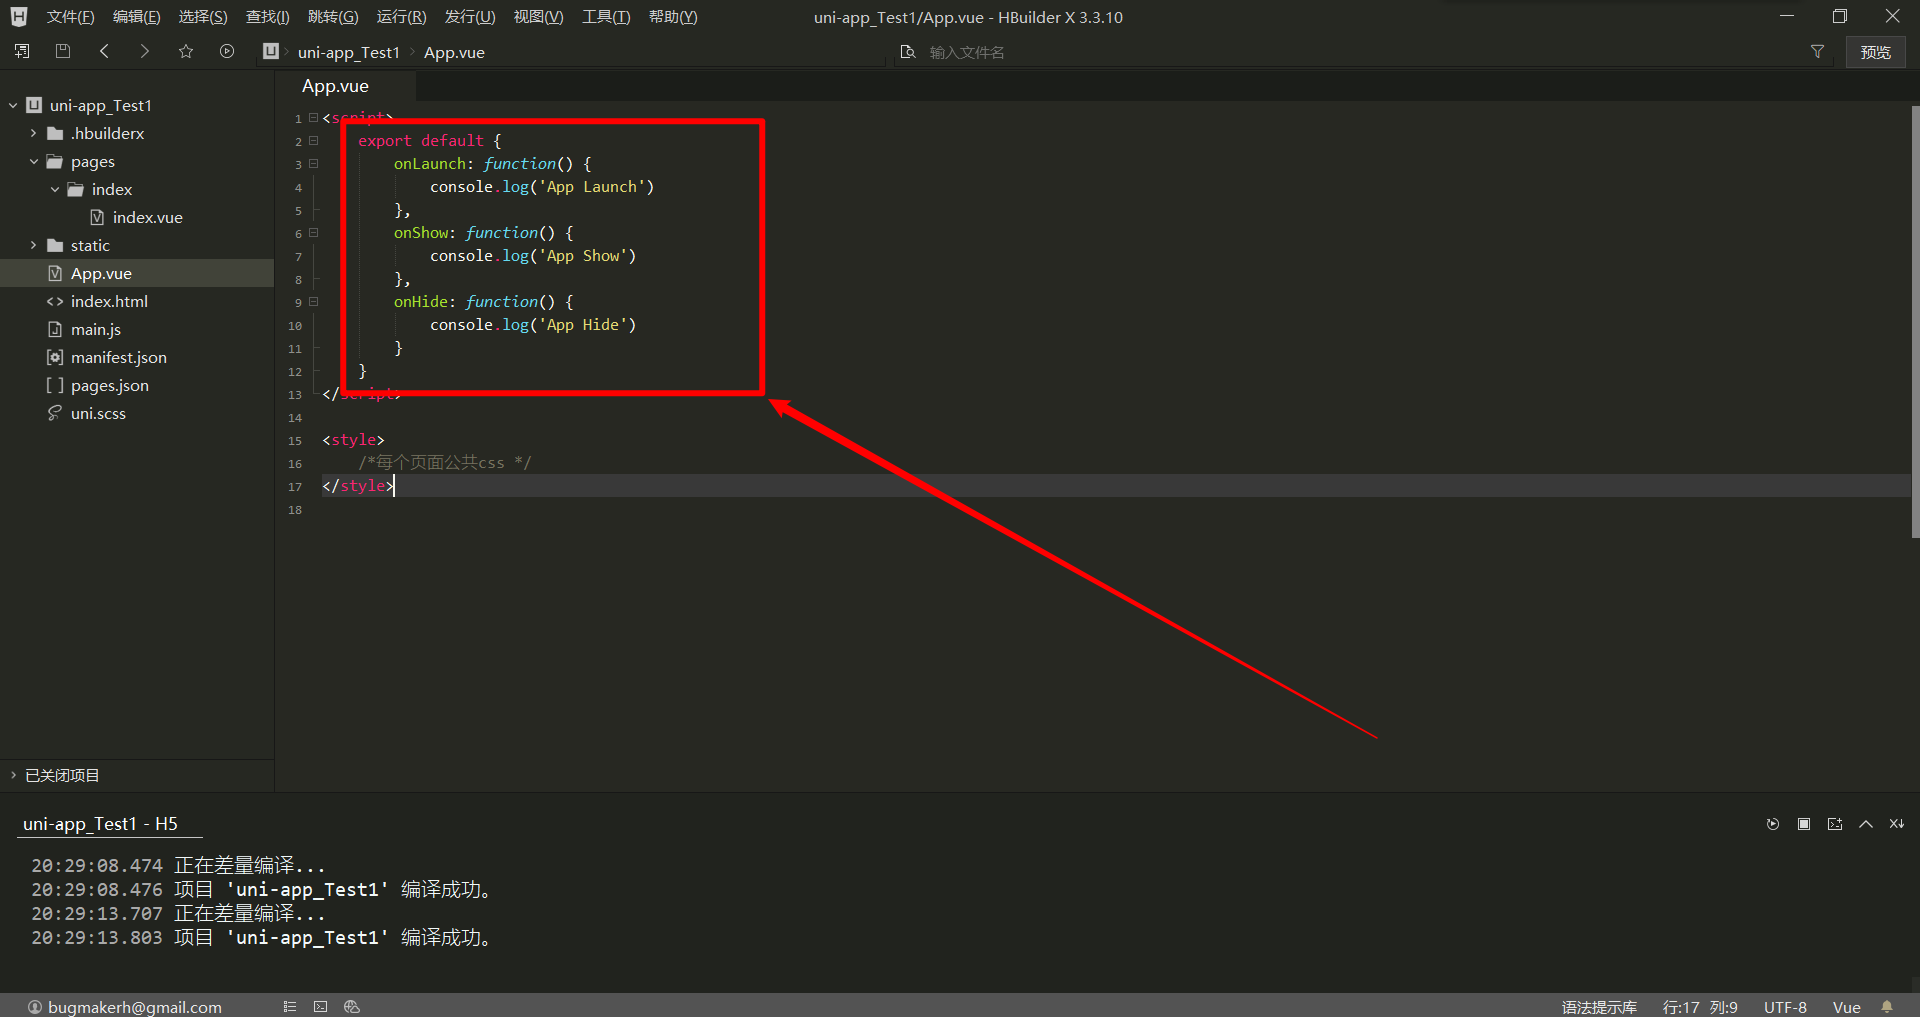 文件(F) 编辑(E) 选择(S) 查找(I) 跳转(G) 运行(R) 发行(U) 视图(V) 工具(T) 帮助(Y) uni-app_Test1/App.vue - HBuilder X 3.3.10
uni-app_Test1 App.vue 输入文件名 预览
uni-app_Test1
.hbuilderx
pages
index
index.vue
static
App.vue
index.html
main.js
manifest.json
pages.json
uni.scss
已关闭项目
App.vue
1 <script>
2 export default {
3 onLaunch: function() {
4 console.log('App Launch')
5 },
6 onShow: function() {
7 console.log('App Show')
8 },
9 onHide: function() {
10 console.log('App Hide')
11 }
12 }
13 </script>
14
15 <style>
16 /*每个页面公共css */
17 </style>
18
uni-app_Test1 - H5
20:29:08.474 正在差量编译...
20:29:08.476 项目 'uni-app_Test1' 编译成功。
20:29:13.707 正在差量编译...
20:29:13.803 项目 'uni-app_Test1' 编译成功。
bugmakerh@gmail.com 语法提示库 行:17 列:9 UTF-8 Vue